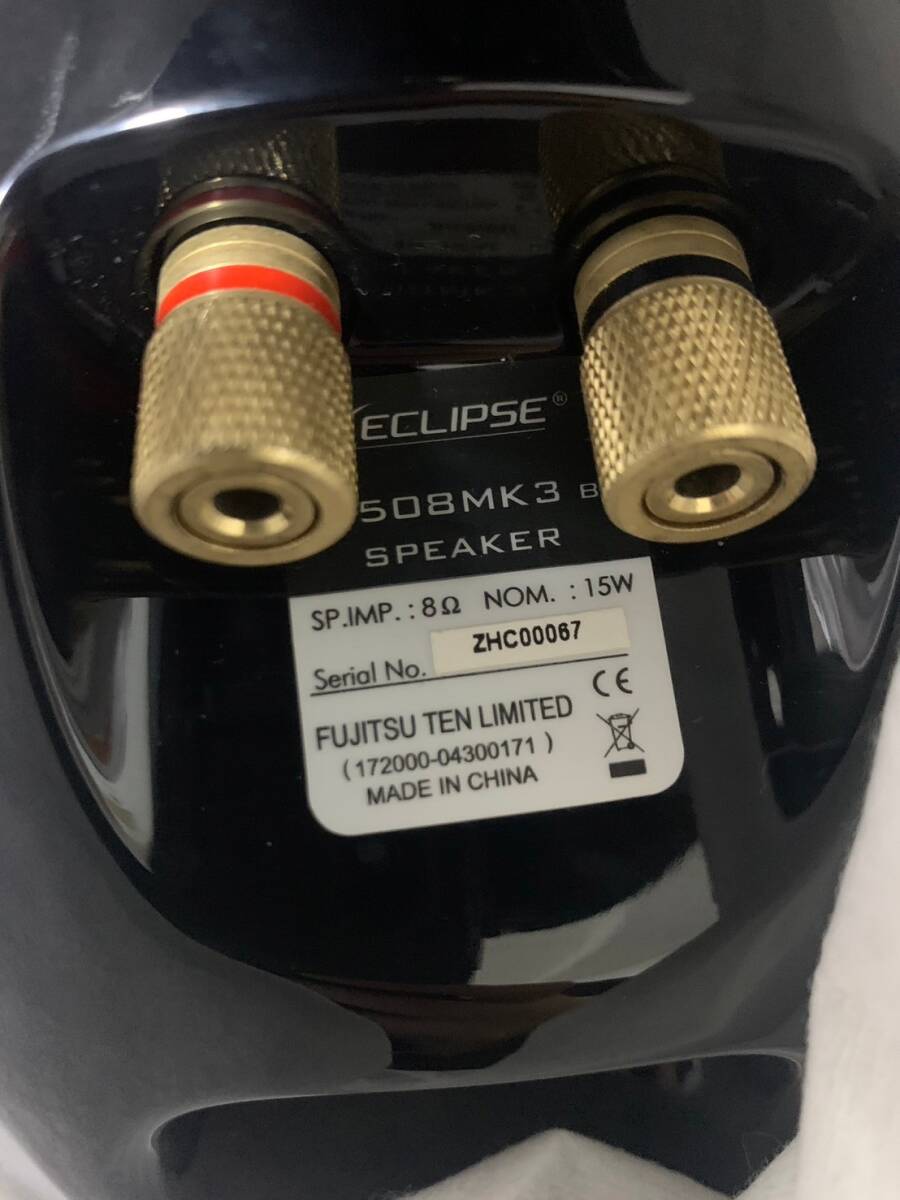 ECLIPSE®
508MK3 B
SPEAKER
SP.IMP. : 8Ω NOM. : 15W
Serial No. ZHC00067
CE
FUJITSU TEN LIMITED
(172000-04300171)
MADE IN CHINA